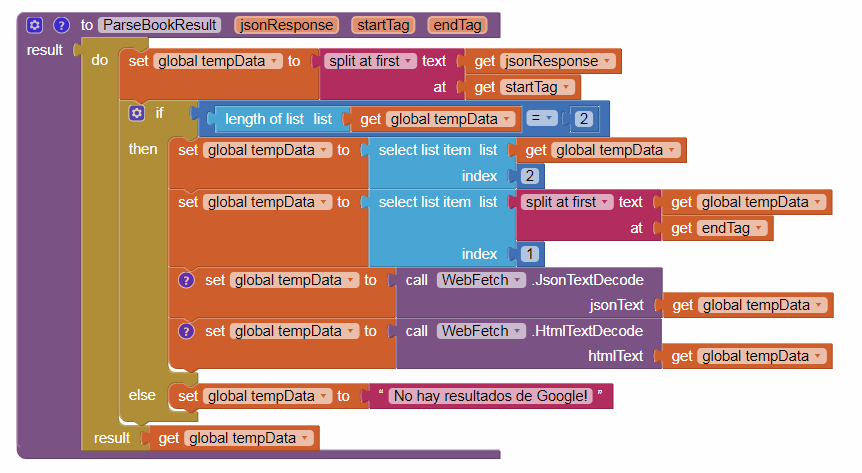 to ParseBookResult jsonResponse startTag endTag
result
do set global tempData to split at first text get jsonResponse
at get startTag
if length of list list get global tempData = 2
then set global tempData to select list item list get global tempData
index 2
set global tempData to select list item list split at first text get global tempData
at get endTag
index 1
? set global tempData to call WebFetch .JsonTextDecode
jsonText get global tempData
? set global tempData to call WebFetch .HtmlTextDecode
htmlText get global tempData
else set global tempData to “ No hay resultados de Google! ”
result get global tempData